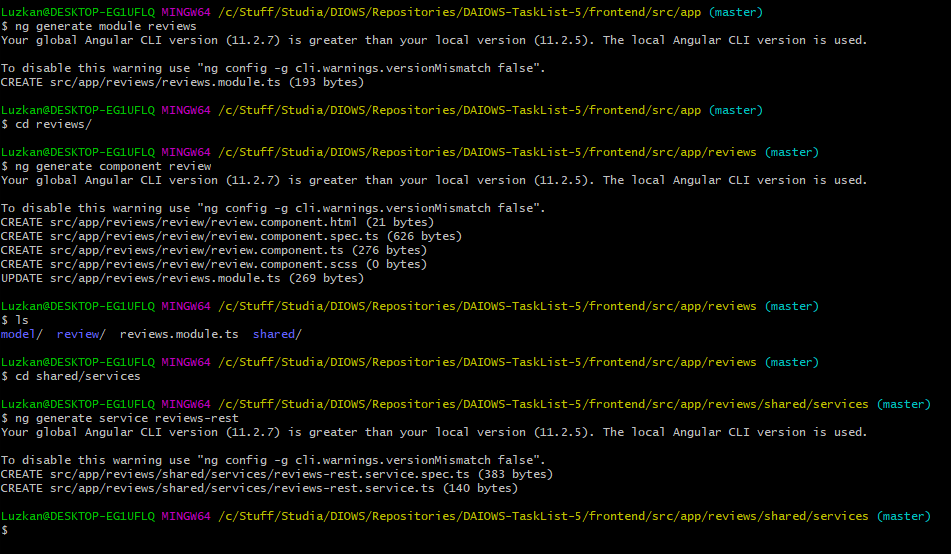 Luzkan@DESKTOP-EG1UFLQ MINGW64 /c/Stuff/Studia/DIOWS/Repositories/DAIOWS-TaskList-5/frontend/src/app (master)
$ ng generate module reviews
Your global Angular CLI version (11.2.7) is greater than your local version (11.2.5). The local Angular CLI version is used.

To disable this warning use "ng config -g cli.warnings.versionMismatch false".
CREATE src/app/reviews/reviews.module.ts (193 bytes)

Luzkan@DESKTOP-EG1UFLQ MINGW64 /c/Stuff/Studia/DIOWS/Repositories/DAIOWS-TaskList-5/frontend/src/app (master)
$ cd reviews/

Luzkan@DESKTOP-EG1UFLQ MINGW64 /c/Stuff/Studia/DIOWS/Repositories/DAIOWS-TaskList-5/frontend/src/app/reviews (master)
$ ng generate component review
Your global Angular CLI version (11.2.7) is greater than your local version (11.2.5). The local Angular CLI version is used.

To disable this warning use "ng config -g cli.warnings.versionMismatch false".
CREATE src/app/reviews/review/review.component.html (21 bytes)
CREATE src/app/reviews/review/review.component.spec.ts (626 bytes)
CREATE src/app/reviews/review/review.component.ts (276 bytes)
CREATE src/app/reviews/review/review.component.scss (0 bytes)
UPDATE src/app/reviews/reviews.module.ts (269 bytes)

Luzkan@DESKTOP-EG1UFLQ MINGW64 /c/Stuff/Studia/DIOWS/Repositories/DAIOWS-TaskList-5/frontend/src/app/reviews (master)
$ ls
model/  review/  reviews.module.ts  shared/

Luzkan@DESKTOP-EG1UFLQ MINGW64 /c/Stuff/Studia/DIOWS/Repositories/DAIOWS-TaskList-5/frontend/src/app/reviews (master)
$ cd shared/services

Luzkan@DESKTOP-EG1UFLQ MINGW64 /c/Stuff/Studia/DIOWS/Repositories/DAIOWS-TaskList-5/frontend/src/app/reviews/shared/services (master)
$ ng generate service reviews-rest
Your global Angular CLI version (11.2.7) is greater than your local version (11.2.5). The local Angular CLI version is used.

To disable this warning use "ng config -g cli.warnings.versionMismatch false".
CREATE src/app/reviews/shared/services/reviews-rest.service.spec.ts (383 bytes)
CREATE src/app/reviews/shared/services/reviews-rest.service.ts (140 bytes)

Luzkan@DESKTOP-EG1UFLQ MINGW64 /c/Stuff/Studia/DIOWS/Repositories/DAIOWS-TaskList-5/frontend/src/app/reviews/shared/services (master)
$